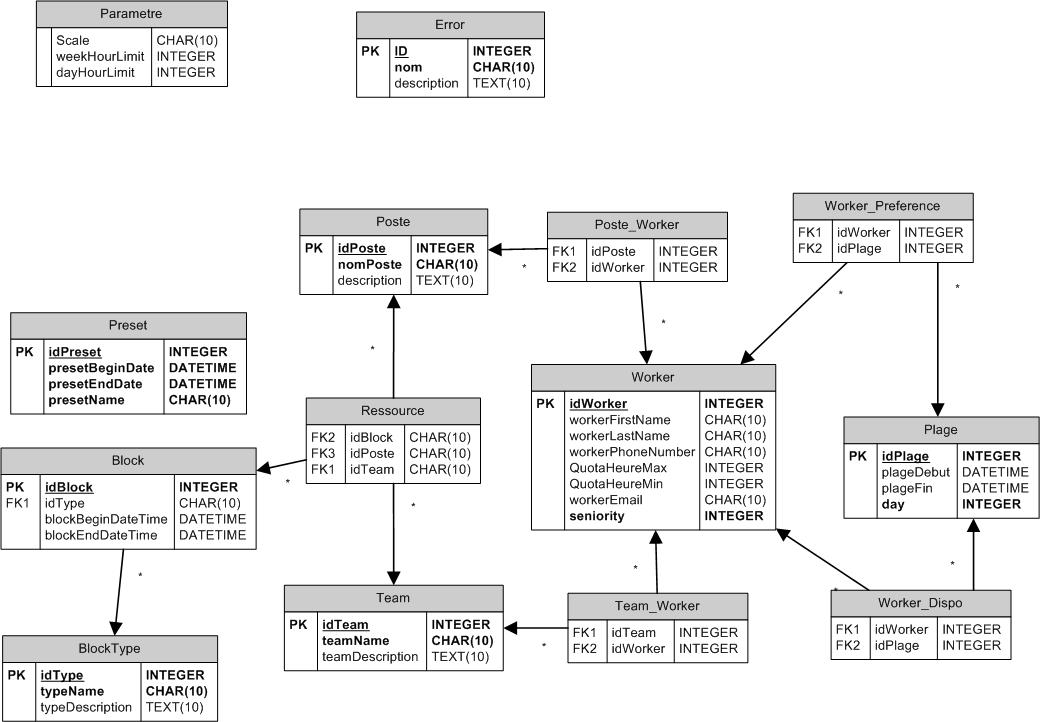 Parametre
Scale CHAR(10)
weekHourLimit INTEGER
dayHourLimit INTEGER
Error
PK ID INTEGER
nom CHAR(10)
description TEXT(10)
Poste
PK idPoste INTEGER
nomPoste CHAR(10)
description TEXT(10)
*
Poste_Worker
FK1 idPoste INTEGER
FK2 idWorker INTEGER
*
Worker_Preference
FK1 idWorker INTEGER
FK2 idPlage INTEGER
*
*
Preset
PK idPreset INTEGER
presetBeginDate DATETIME
presetEndDate DATETIME
presetName CHAR(10)
*
Ressource
FK2 idBlock CHAR(10)
FK3 idPoste CHAR(10)
FK1 idTeam CHAR(10)
*
*
Worker
PK idWorker INTEGER
workerFirstName CHAR(10)
workerLastName CHAR(10)
workerPhoneNumber CHAR(10)
QuotaHeureMax INTEGER
QuotaHeureMin INTEGER
workerEmail CHAR(10)
seniority INTEGER
Plage
PK idPlage INTEGER
plageDebut DATETIME
plageFin DATETIME
day INTEGER
Block
PK idBlock INTEGER
FK1 idType CHAR(10)
blockBeginDateTime DATETIME
blockEndDateTime DATETIME
*
Team
PK idTeam INTEGER
teamName CHAR(10)
teamDescription TEXT(10)
*
*
Team_Worker
FK1 idTeam INTEGER
FK2 idWorker INTEGER
*
*
Worker_Dispo
FK1 idWorker INTEGER
FK2 idPlage INTEGER
BlockType
PK idType INTEGER
typeName CHAR(10)
typeDescription TEXT(10)